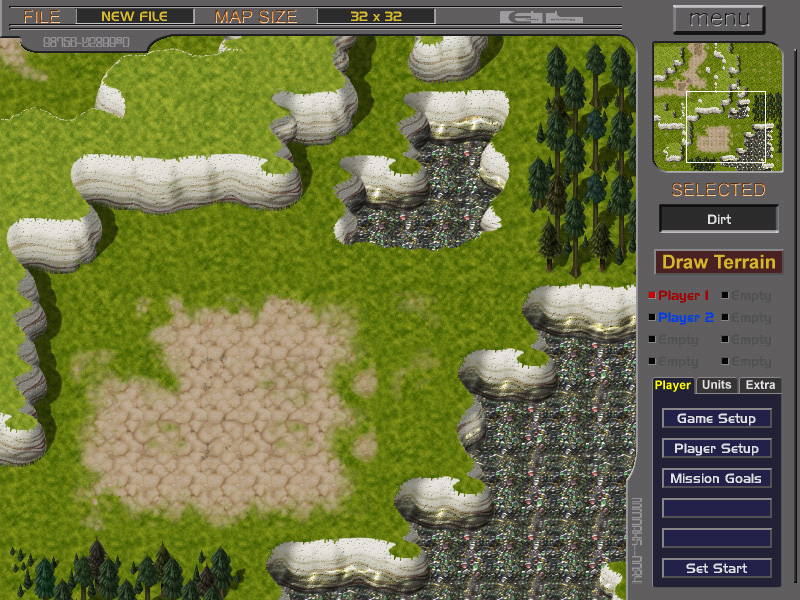 FILE NEW FILE MAP SIZE 32 x 32
menu
SELECTED
Dirt
Draw Terrain
Player 1 Empty
Player 2 Empty
Empty Empty
Empty Empty
Player Units Extra
Game Setup
Player Setup
Mission Goals
Set Start